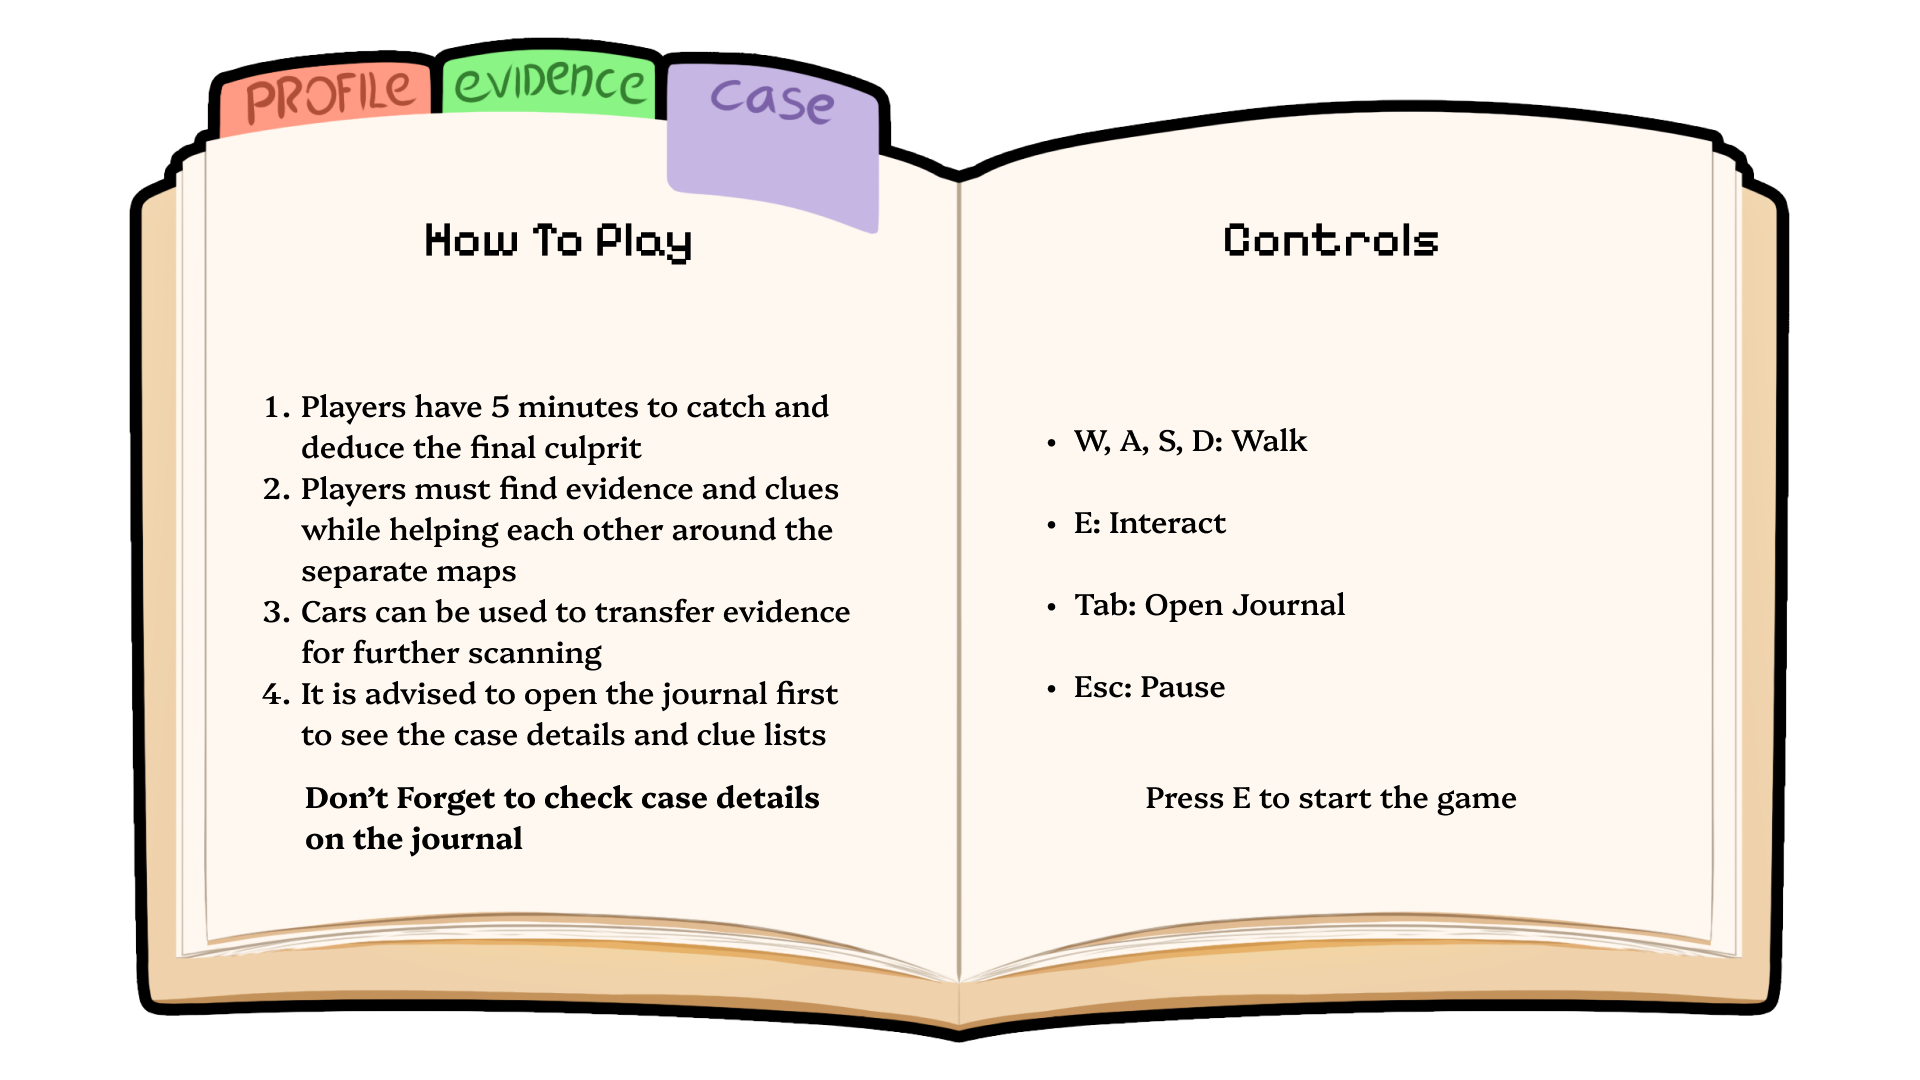 PROFILE
evidence
case
How To Play
1. Players have 5 minutes to catch and
deduce the final culprit
2. Players must find evidence and clues
while helping each other around the
separate maps
3. Cars can be used to transfer evidence
for further scanning
4. It is advised to open the journal first
to see the case details and clue lists
Don’t Forget to check case details
on the journal
Controls
• W, A, S, D: Walk
• E: Interact
• Tab: Open Journal
• Esc: Pause
Press E to start the game